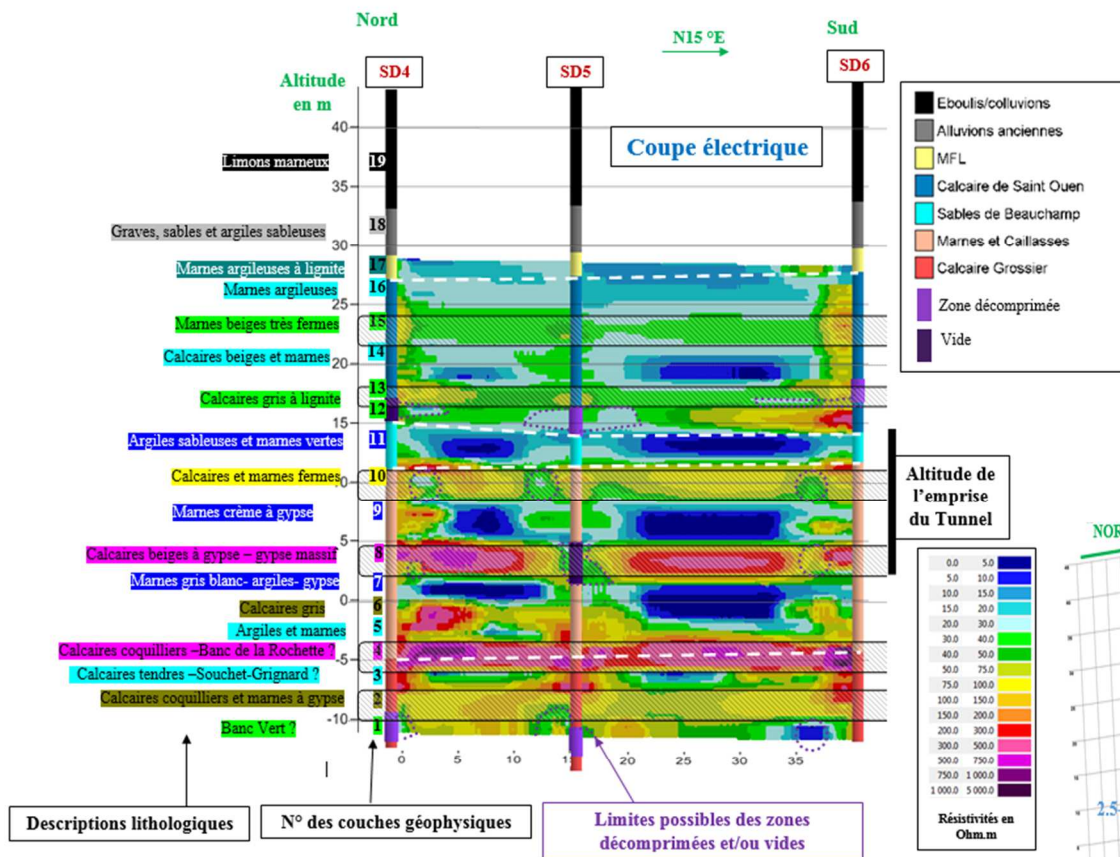 Nord
N15 °E
Sud
SD4
SD5
SD6
Altitude
en m
Coupe électrique
40
35
30
25
20
15
10
5
0
-5
-10
Limons marneux
Graves, sables et argiles sableuses
Marnes argileuses à lignite
Marnes argileuses
Marnes beiges très fermes
Calcaires beiges et marnes
Calcaires gris à lignite
Argiles sableuses et marnes vertes
Calcaires et marnes fermes
Marnes crème à gypse
Calcaires beiges à gypse – gypse massif
Marnes gris blanc- argiles- gypse
Calcaires gris
Argiles et marnes
Calcaires coquilliers –Banc de la Rochette ?
Calcaires tendres –Souchet-Grignard ?
Calcaires coquilliers et marnes à gypse
Banc Vert ?
19
18
17
16
15
14
13
12
11
10
9
8
7
6
5
4
3
2
1
0
5
10
15
20
25
30
35
Eboulis/colluvions
Alluvions anciennes
MFL
Calcaire de Saint Ouen
Sables de Beauchamp
Marnes et Caillasses
Calcaire Grossier
Zone décomprimée
Vide
Altitude de
l'emprise
du Tunnel
0.0 5.0
5.0 10.0
10.0 15.0
15.0 20.0
20.0 30.0
30.0 40.0
40.0 50.0
50.0 75.0
75.0 100.0
100.0 150.0
150.0 200.0
200.0 300.0
300.0 500.0
500.0 750.0
750.0 1 000.0
1 000.0 5 000.0
Résistivités en
Ohm.m
NOR
2.5
Descriptions lithologiques
N° des couches géophysiques
Limites possibles des zones
décomprimées et/ou vides